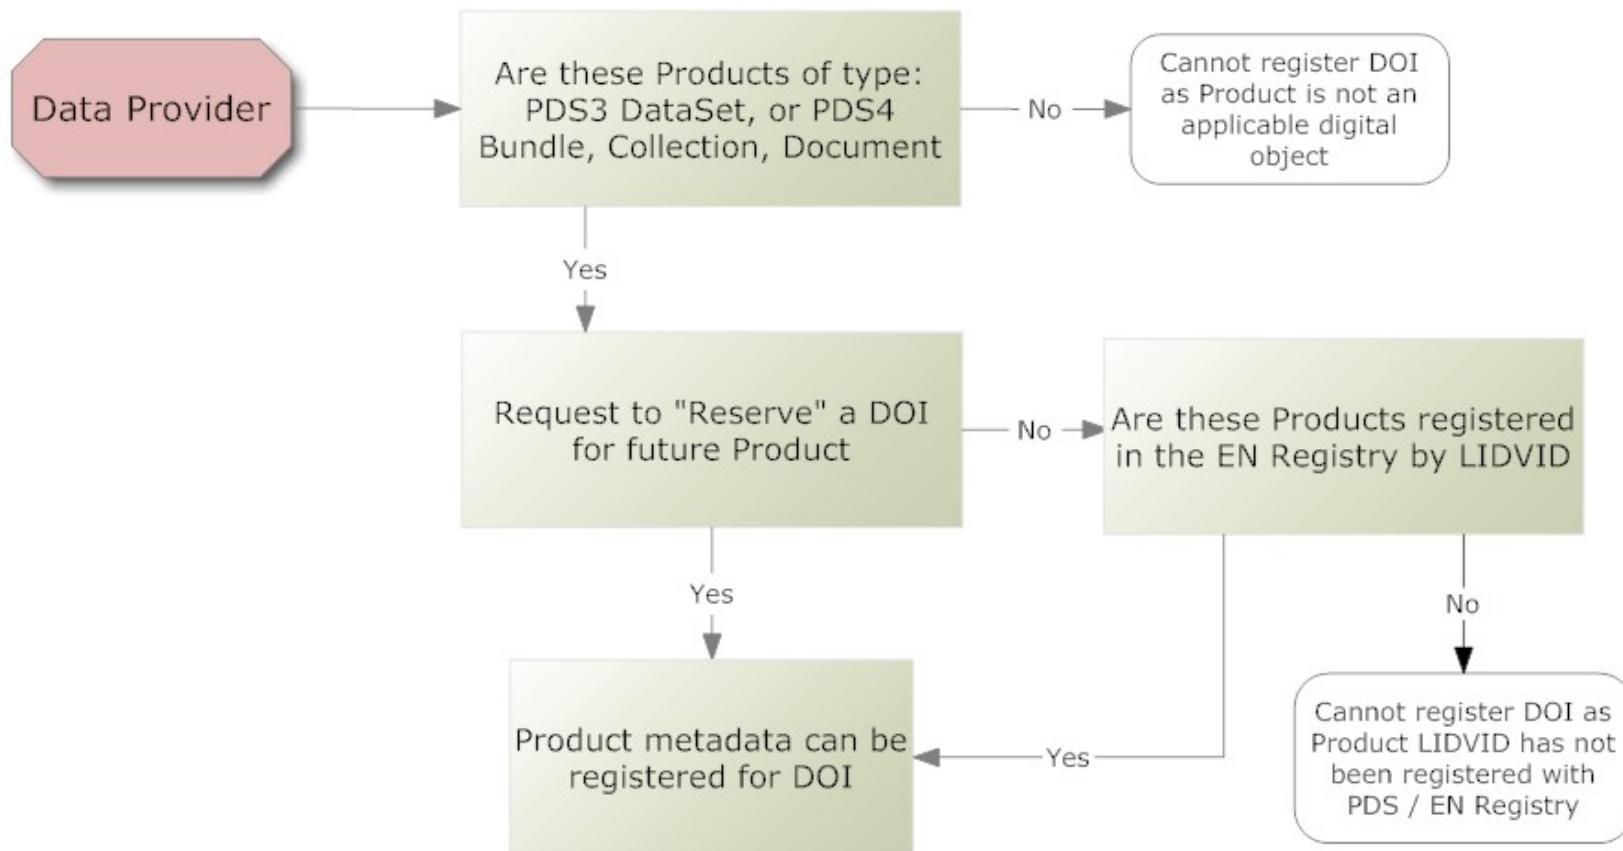 Data Provider
Are these Products of type:
PDS3 DataSet, or PDS4
Bundle, Collection, Document
No
Cannot register DOI
as Product is not an
applicable digital
object
Yes
Request to "Reserve" a DOI
for future Product
No
Are these Products registered
in the EN Registry by LIDVID
Yes
No
Product metadata can be
registered for DOI
Yes
Cannot register DOI as
Product LIDVID has not
been registered with
PDS / EN Registry